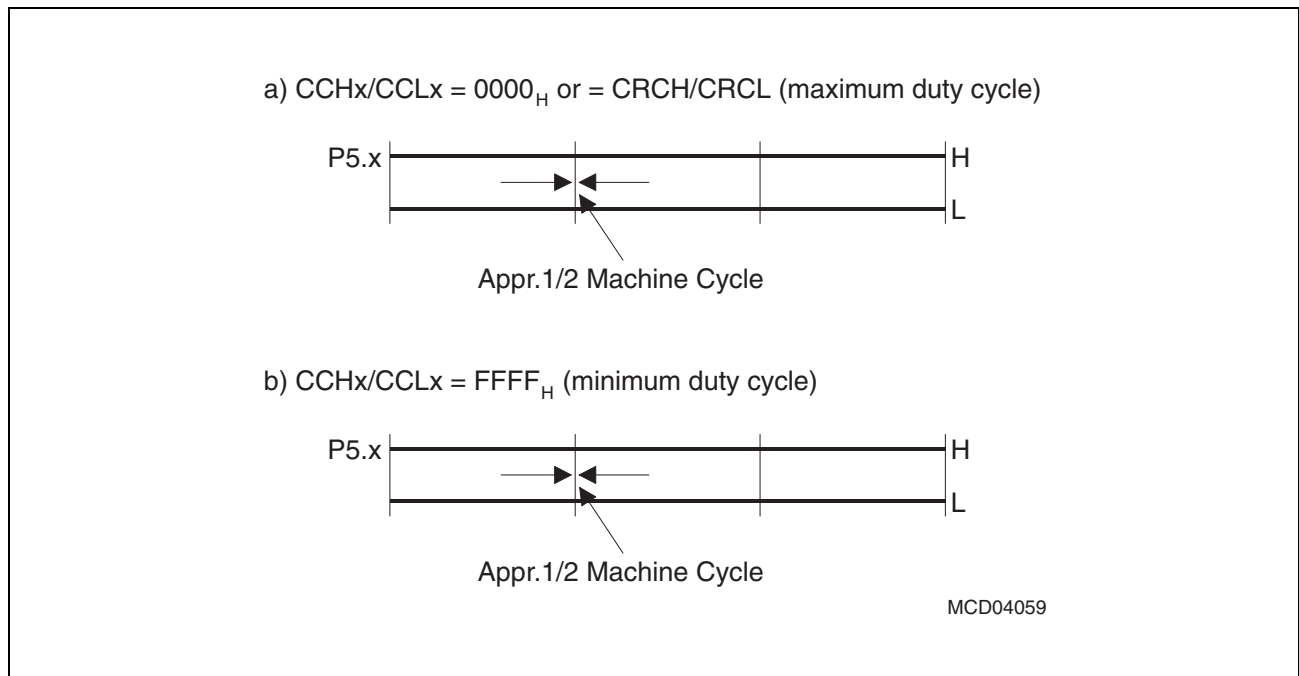 a) CCHx/CCLx = 0000H or = CRCH/CRCL (maximum duty cycle)
P5.x
H
L
Appr.1/2 Machine Cycle
b) CCHx/CCLx = FFFFH (minimum duty cycle)
P5.x
H
L
Appr.1/2 Machine Cycle
MCD04059